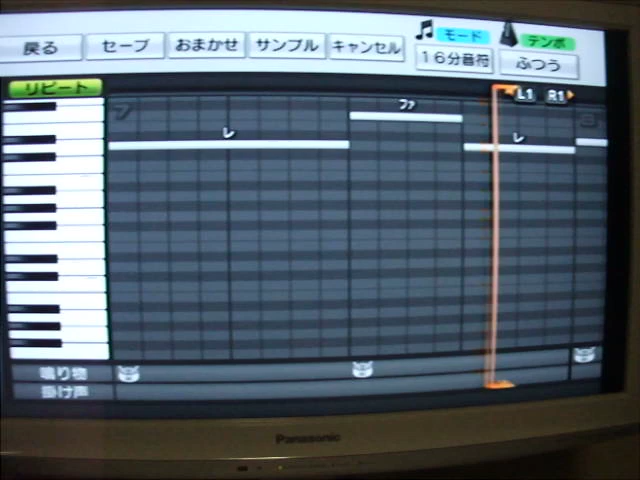 モード
テンポ
戻る
セーブ
おまかせ
サンプル
キャンセル
16分音符
ふつう
リピート
L1
R1
ファ
レ
レ
鳴り物
掛け声
Panasonic